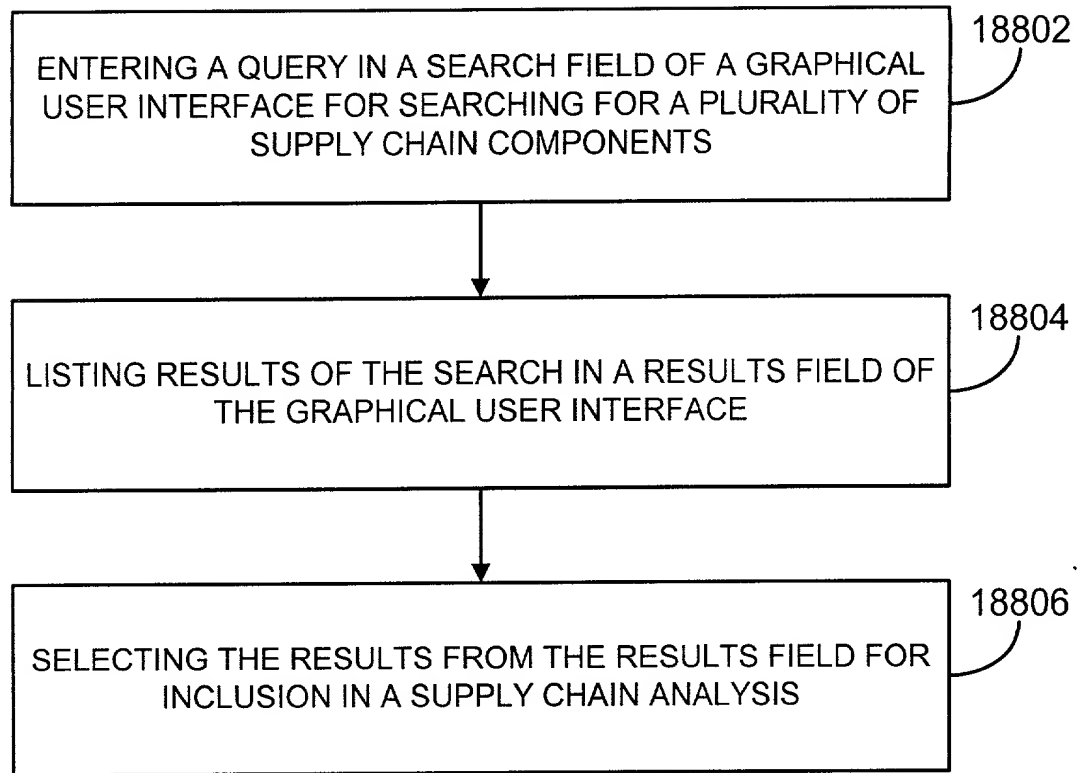 18802
ENTERING A QUERY IN A SEARCH FIELD OF A GRAPHICAL
USER INTERFACE FOR SEARCHING FOR A PLURALITY OF
SUPPLY CHAIN COMPONENTS
18804
LISTING RESULTS OF THE SEARCH IN A RESULTS FIELD OF
THE GRAPHICAL USER INTERFACE
18806
SELECTING THE RESULTS FROM THE RESULTS FIELD FOR
INCLUSION IN A SUPPLY CHAIN ANALYSIS